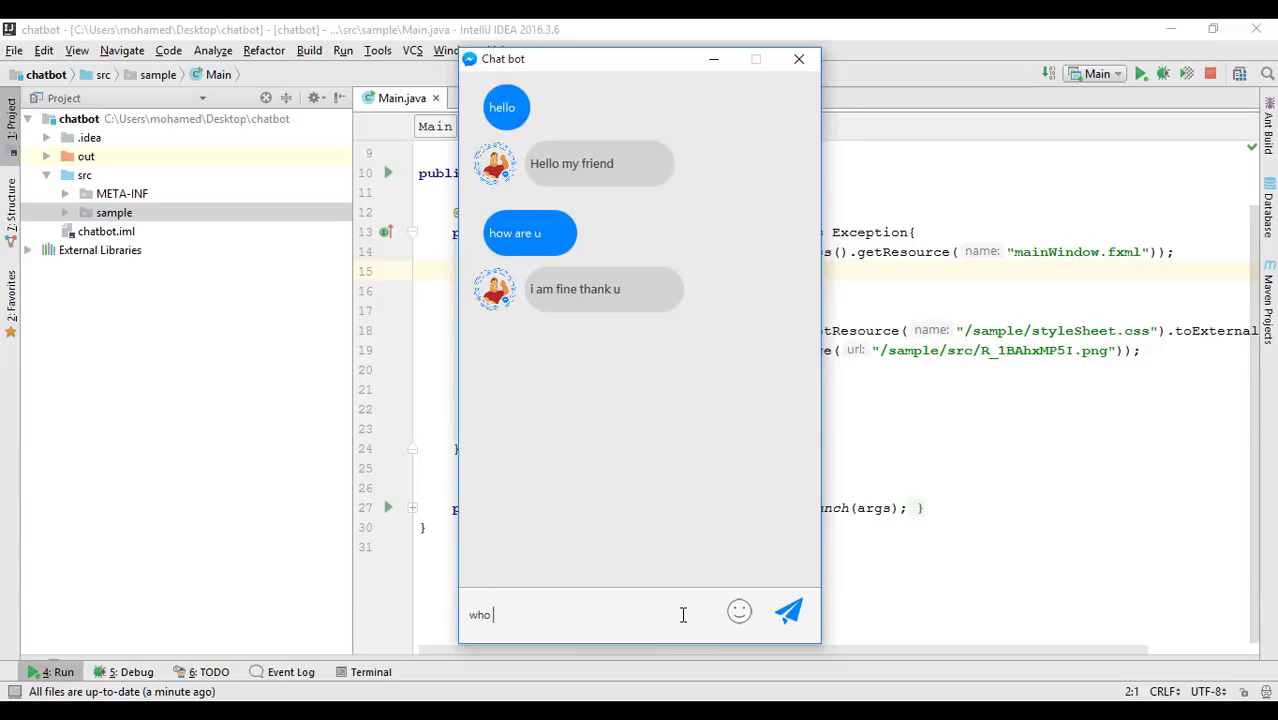 chatbot - [C:\Users\mohamed\Desktop\chatbot] - [chatbot] - ...\src\sample\Main.java - IntelliJ IDEA 2016.3.6
File Edit View Navigate Code Analyze Refactor Build Run Tools VCS Wind
chatbot src sample Main
Main
Project
Main.java
chatbot C:\Users\mohamed\Desktop\chatbot
.idea
out
src
META-INF
sample
chatbot.iml
External Libraries
1: Project
7: Structure
2: Favorites
Ant Build
Database
Maven Projects
Main
9
10 publi
11
12
13 s Exception{
14 ss().getResource( name: "mainWindow.fxml"));
15
16
17
18 etResource( name: "/sample/styleSheet.css").toExternal
19 e( url: "/sample/src/R_1BAhxMP5I.png"));
20
21
22
24 }
25
26
27 unch(args); }
30 }
31
Chat bot
hello
Hello my friend
how are u
i am fine thank u
who
4: Run 5: Debug 6: TODO Event Log Terminal
All files are up-to-date (a minute ago)
2:1 CRLF UTF-8